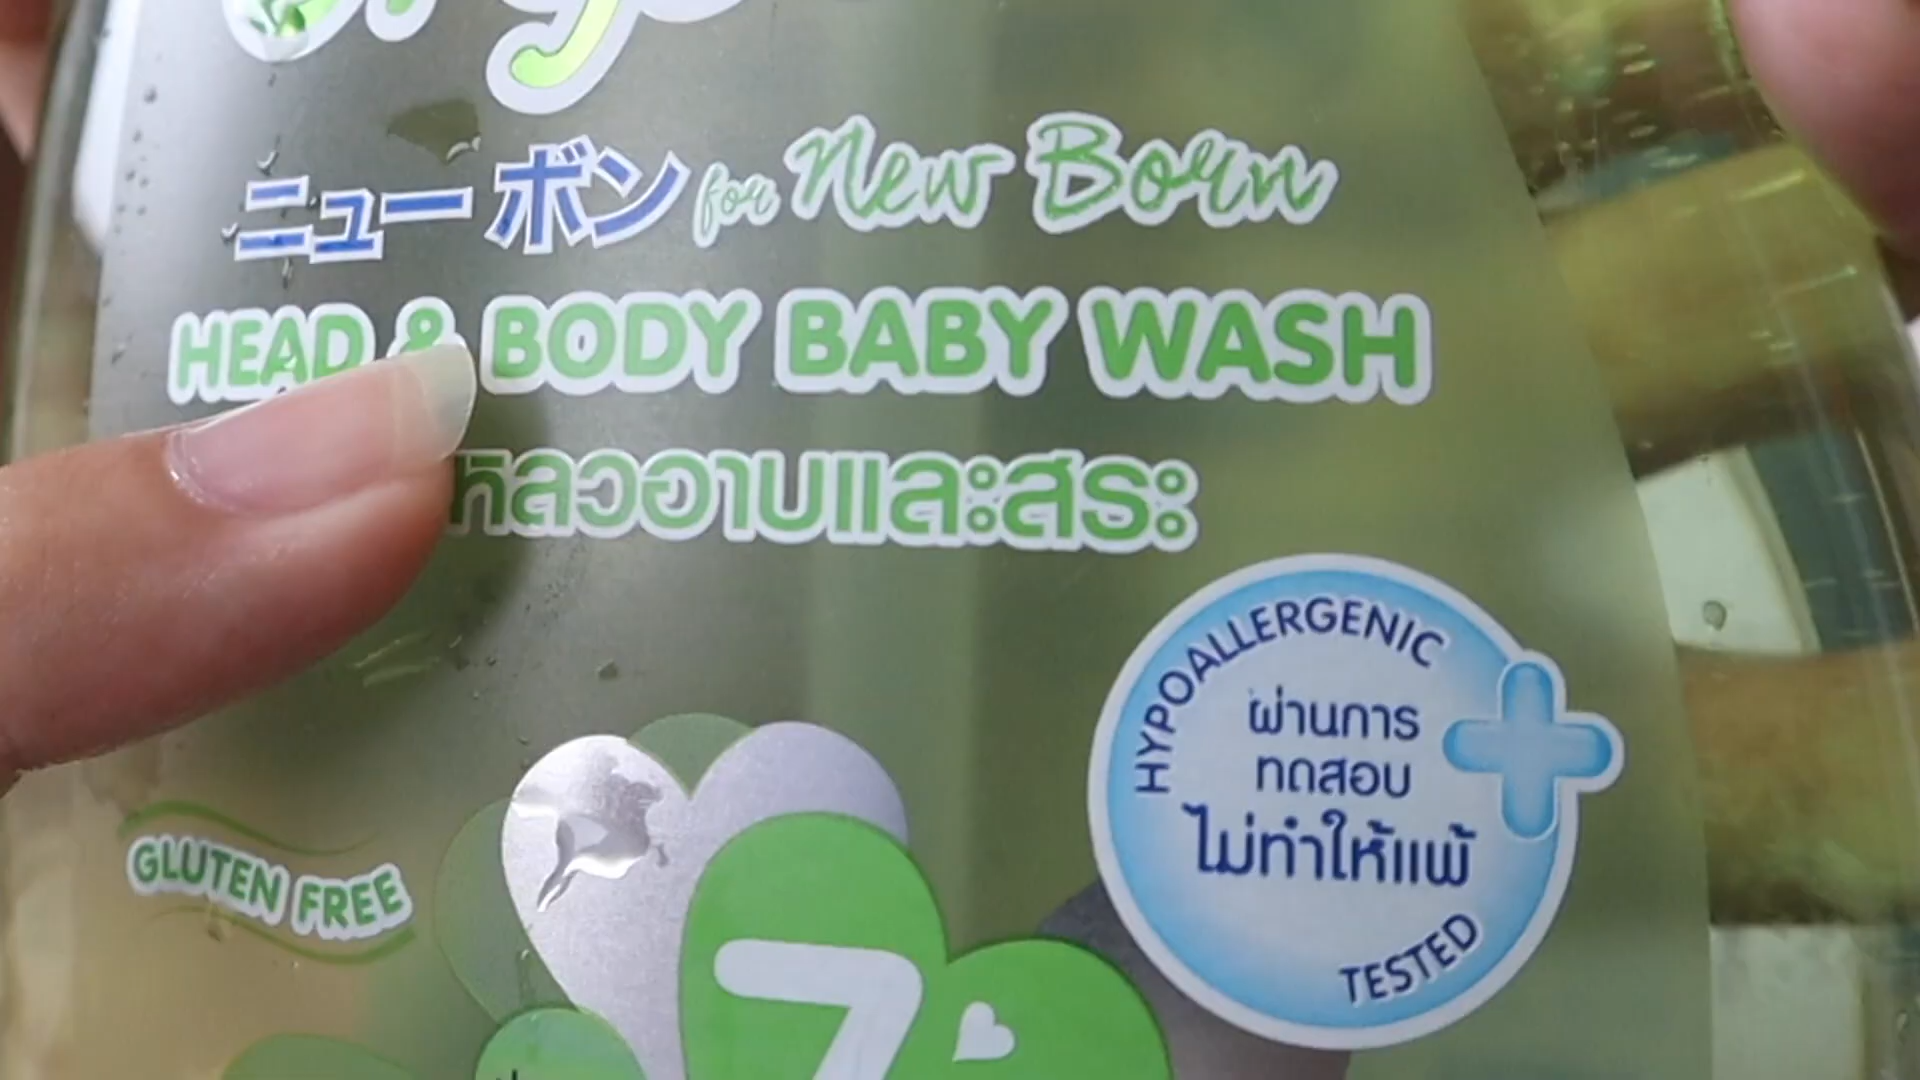 ニューボン for New Born
HEAD & BODY BABY WASH
เหลวอาบและสระ
HYPOALLERGENIC
ผ่านการ
ทดสอบ
ไม่ทำให้แพ้
TESTED
GLUTEN FREE
7